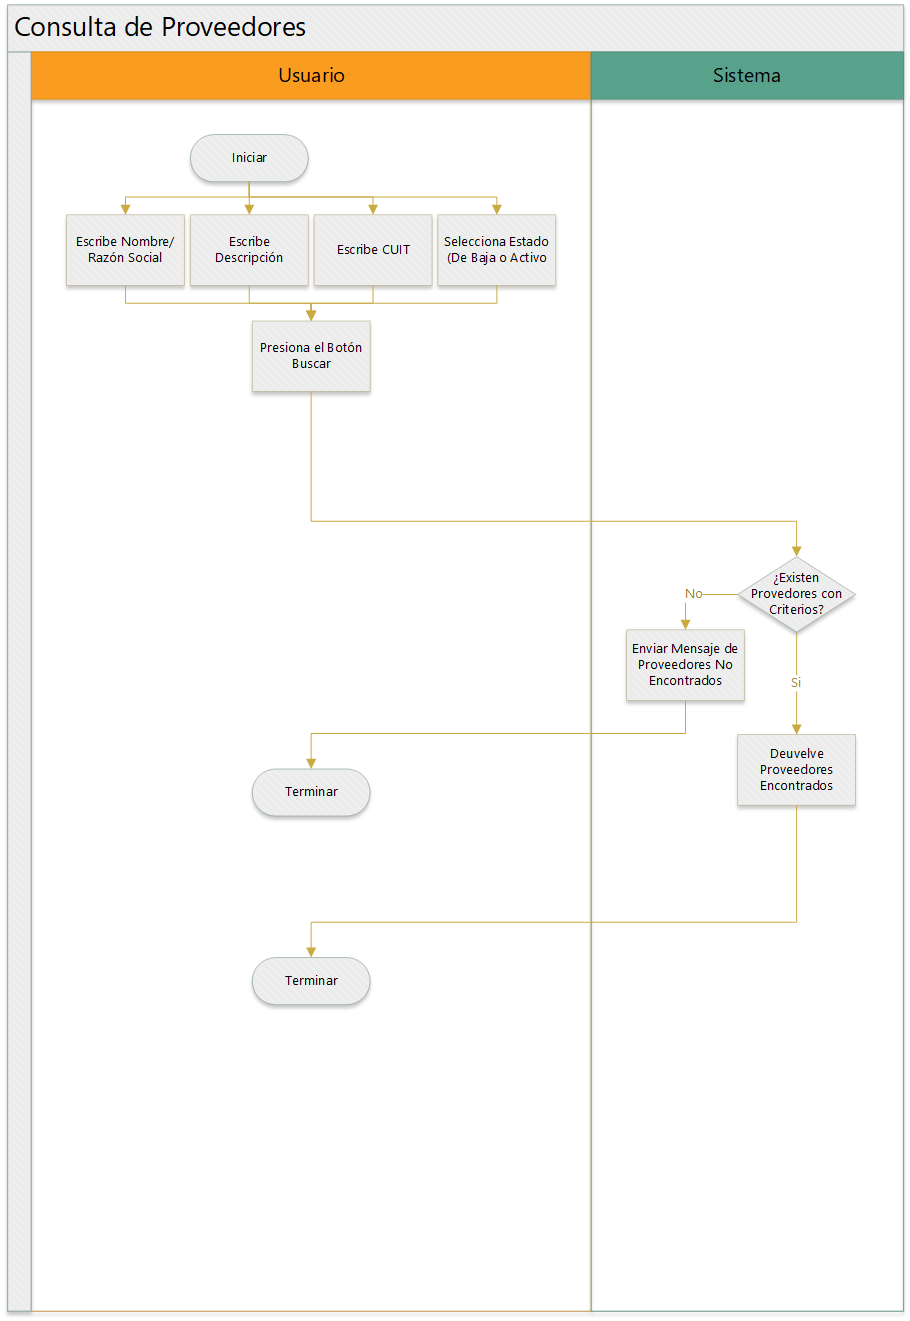 Consulta de Proveedores
Usuario
Sistema
Iniciar
Escribe Nombre/
Razón Social
Escribe
Descripción
Escribe CUIT
Selecciona Estado
(De Baja o Activo
Presiona el Botón
Buscar
¿Existen
Provedores con
Criterios?
No
Enviar Mensaje de
Proveedores No
Encontrados
Si
Deuvelve
Proveedores
Encontrados
Terminar
Terminar